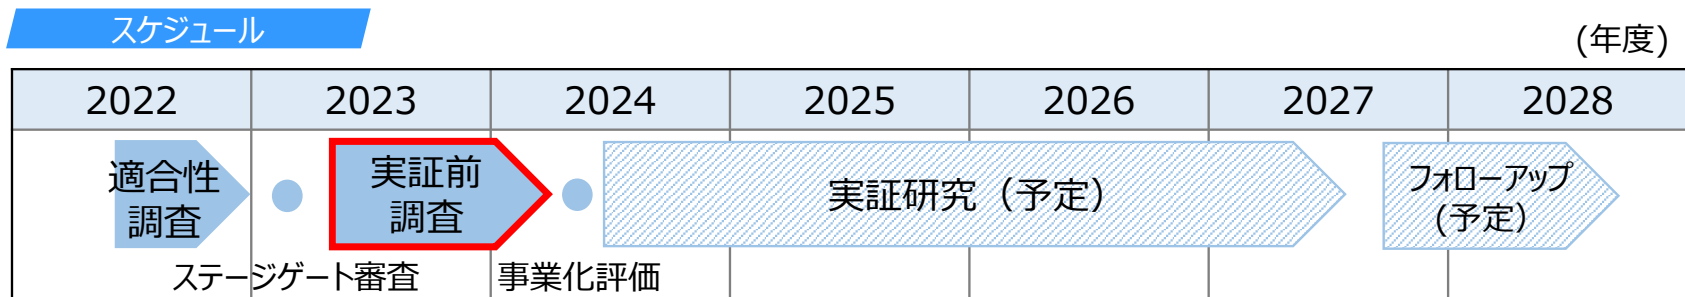 スケジュール
(年度)
2022 2023 2024 2025 2026 2027 2028
適合性
調査
実証前
調査
実証研究（予定）
フォローアップ
(予定）
ステージゲート審査
事業化評価